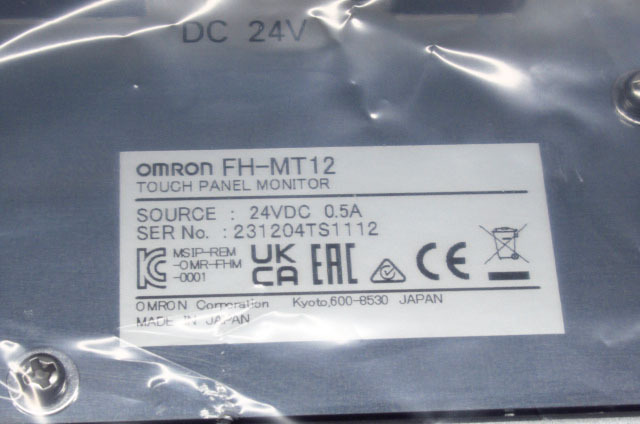 DC 24V
OMRON FH-MT12
TOUCH PANEL MONITOR
SOURCE : 24VDC 0.5A
SER No. : 231204TS1112
MSIP-REM
-OMR-FHM
-0001
UK
CA
EAC
CE
OMRON Corporation Kyoto,600-8530 JAPAN
MADE IN JAPAN